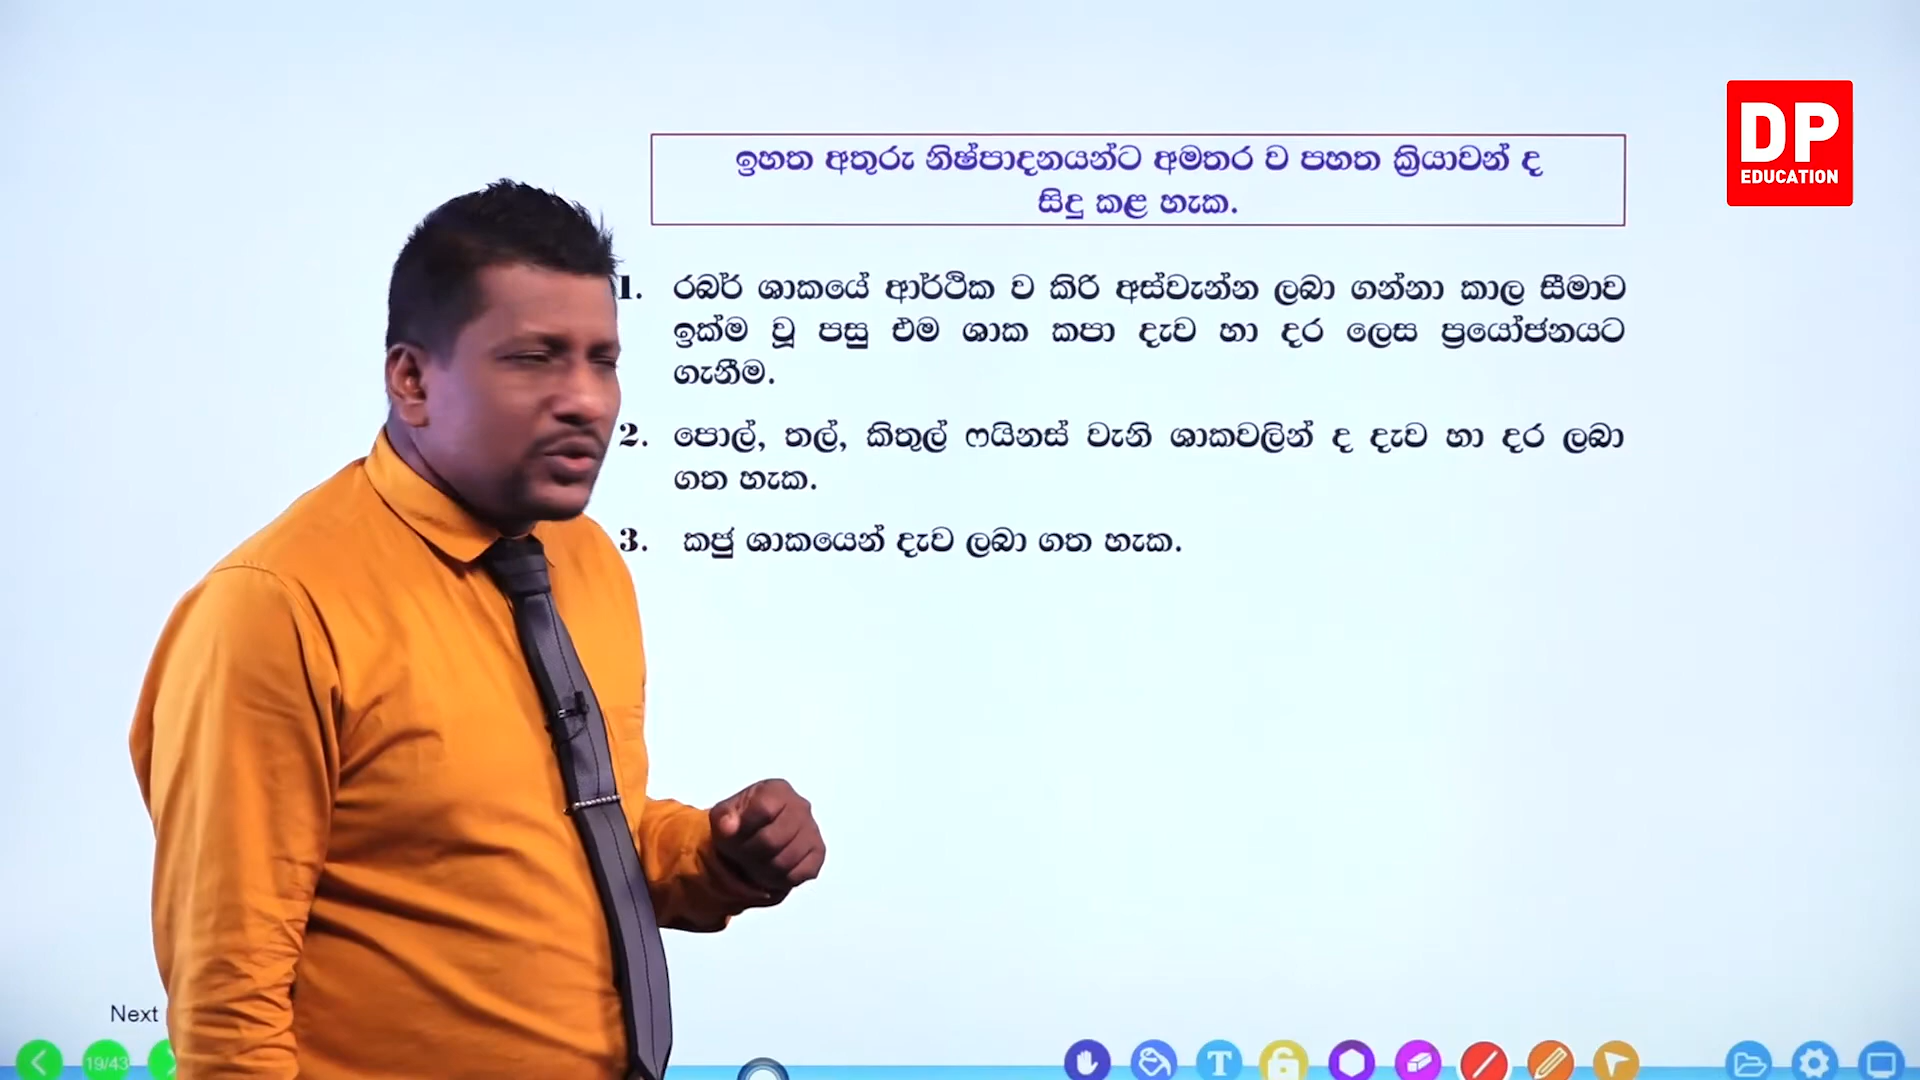 DP
EDUCATION
ඉහත අතුරු නිෂ්පාදනයන්ට අමතර ව පහත ක්‍රියාවන් ද
සිදු කළ හැක.
1. රබර් ශාකයේ ආර්ථික ව කිරි අස්වැන්න ලබා ගන්නා කාල සීමාව
ඉක්ම වූ පසු එම ශාක කපා දැව හා දර ලෙස ප්‍රයෝජනයට
ගැනීම.
2. පොල්, තල්, කිතුල් ෆයිනස් වැනි ශාකවලින් ද දැව හා දර ලබා
ගත හැක.
3. කජු ශාකයෙන් දැව ලබා ගත හැක.
Next
19/43
T